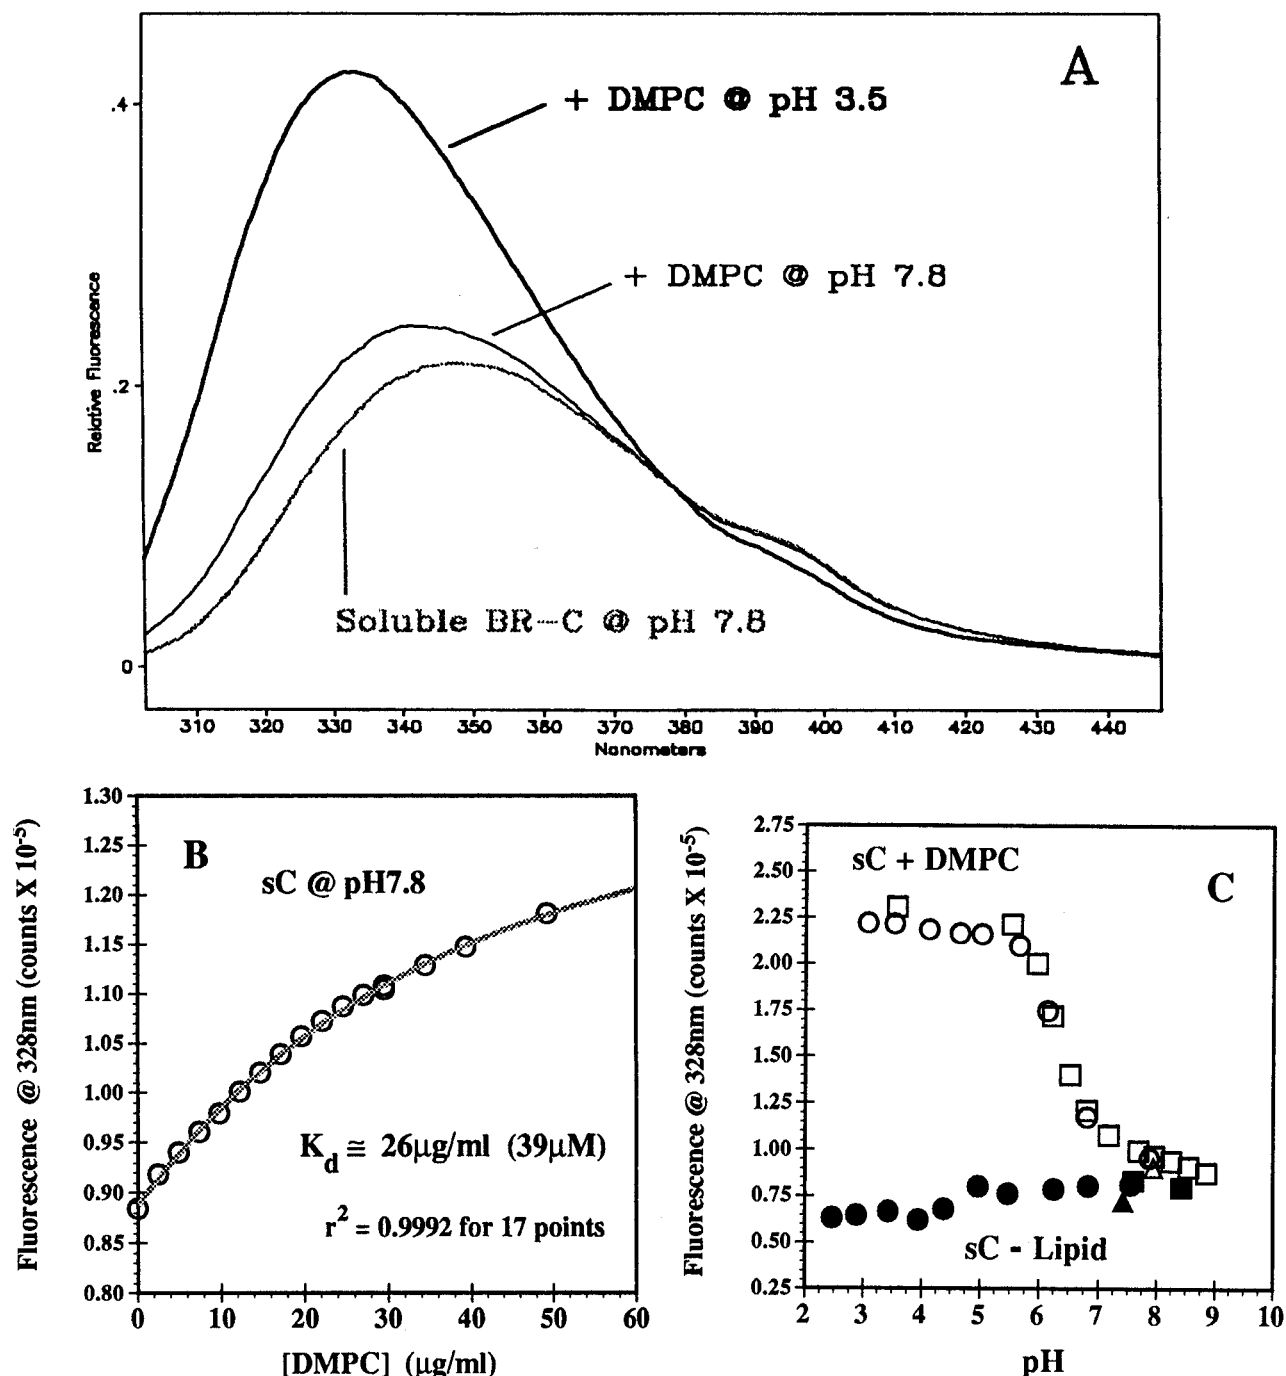 A
.4
+ DMPC @ pH 3.5
+ DMPC @ pH 7.8
Relative Fluorescence
.2
Soluble BR-C @ pH 7.8
0
310 320 330 340 350 360 370 380 390 400 410 420 430 440
Nanometers
B
sC @ pH7.8
Fluorescence @ 328nm (counts X 10⁻⁵)
1.30
1.25
1.20
1.15
1.10
1.05
1.00
0.95
0.90
0.85
0.80
K_d ≅ 26μg/ml (39μM)
r² = 0.9992 for 17 points
0 10 20 30 40 50 60
[DMPC] (μg/ml)
C
sC + DMPC
Fluorescence @ 328nm (counts X 10⁻⁵)
2.75
2.50
2.25
2.00
1.75
1.50
1.25
1.00
0.75
0.50
0.25
sC - Lipid
2 3 4 5 6 7 8 9 10
pH